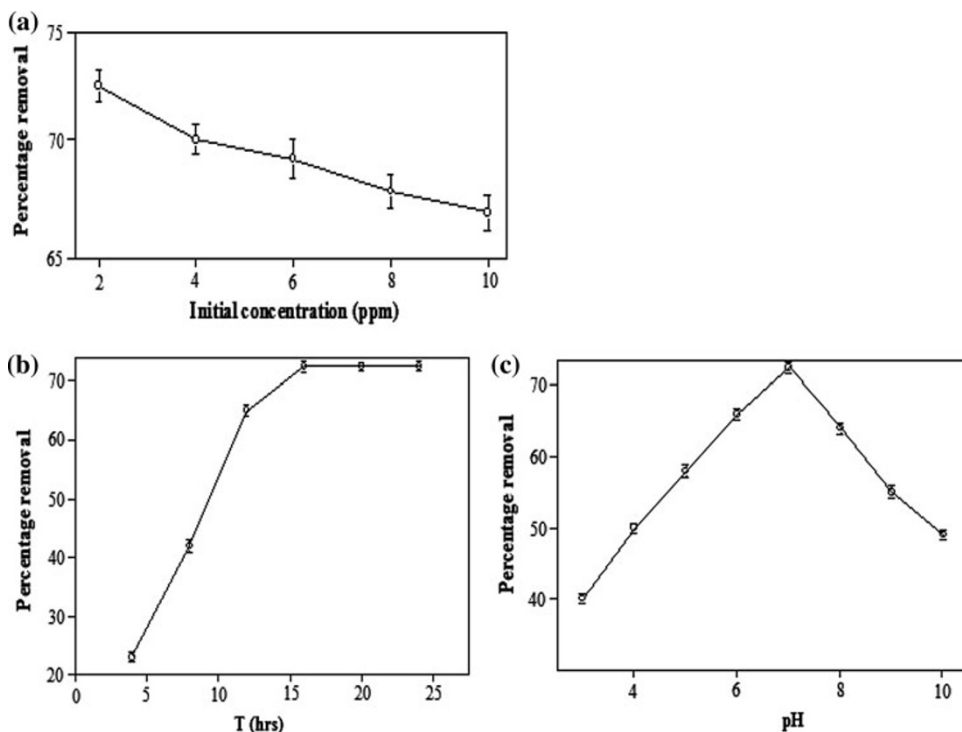 (a)
75
70
65
Percentage removal
2 4 6 8 10
Initial concentration (ppm)
(b)
70
60
50
40
30
20
Percentage removal
0 5 10 15 20 25
T (hrs)
(c)
70
60
50
40
Percentage removal
4 6 8 10
pH